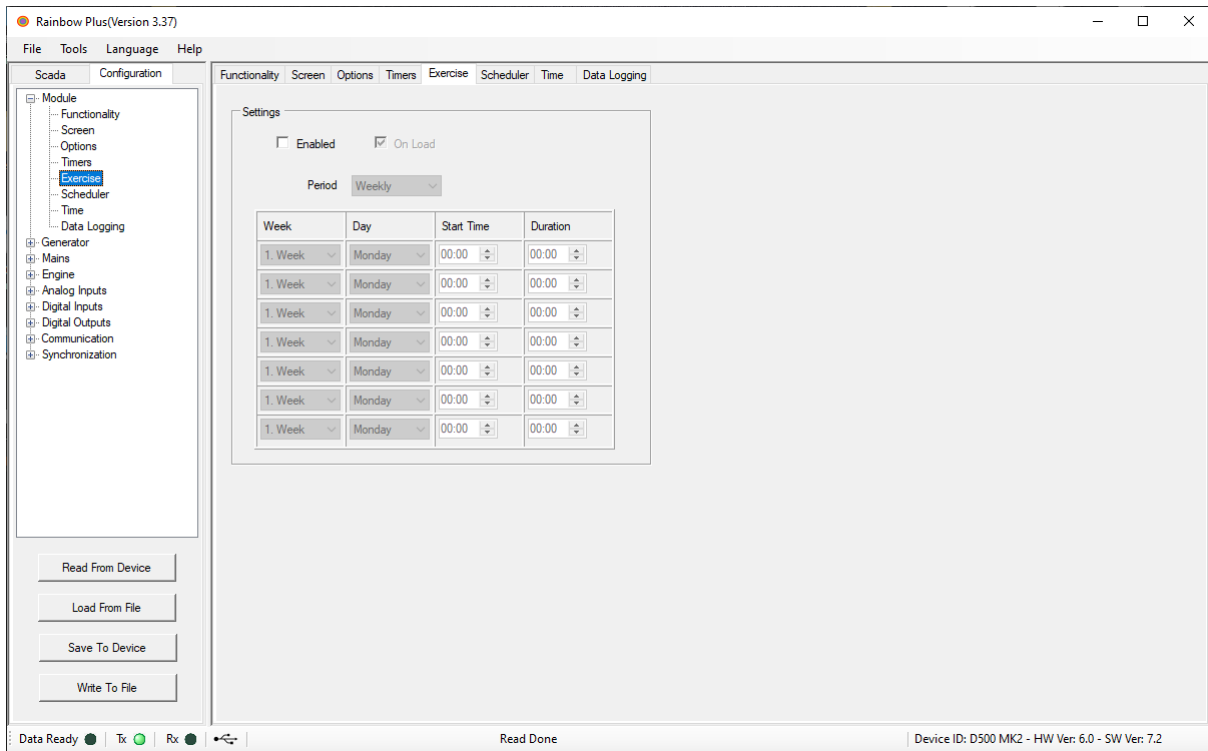 Rainbow Plus(Version 3.37)
File Tools Language Help
Scada Configuration
Module
Functionality
Screen
Options
Timers
Exercise
Scheduler
Time
Data Logging
Generator
Mains
Engine
Analog Inputs
Digital Inputs
Digital Outputs
Communication
Synchronization
Read From Device
Load From File
Save To Device
Write To File
Functionality Screen Options Timers Exercise Scheduler Time Data Logging
Settings
Enabled On Load
Period Weekly
Week Day Start Time Duration
1. Week Monday 00:00 00:00
1. Week Monday 00:00 00:00
1. Week Monday 00:00 00:00
1. Week Monday 00:00 00:00
1. Week Monday 00:00 00:00
1. Week Monday 00:00 00:00
1. Week Monday 00:00 00:00
Data Ready Tx Rx Read Done Device ID: D500 MK2 - HW Ver: 6.0 - SW Ver: 7.2